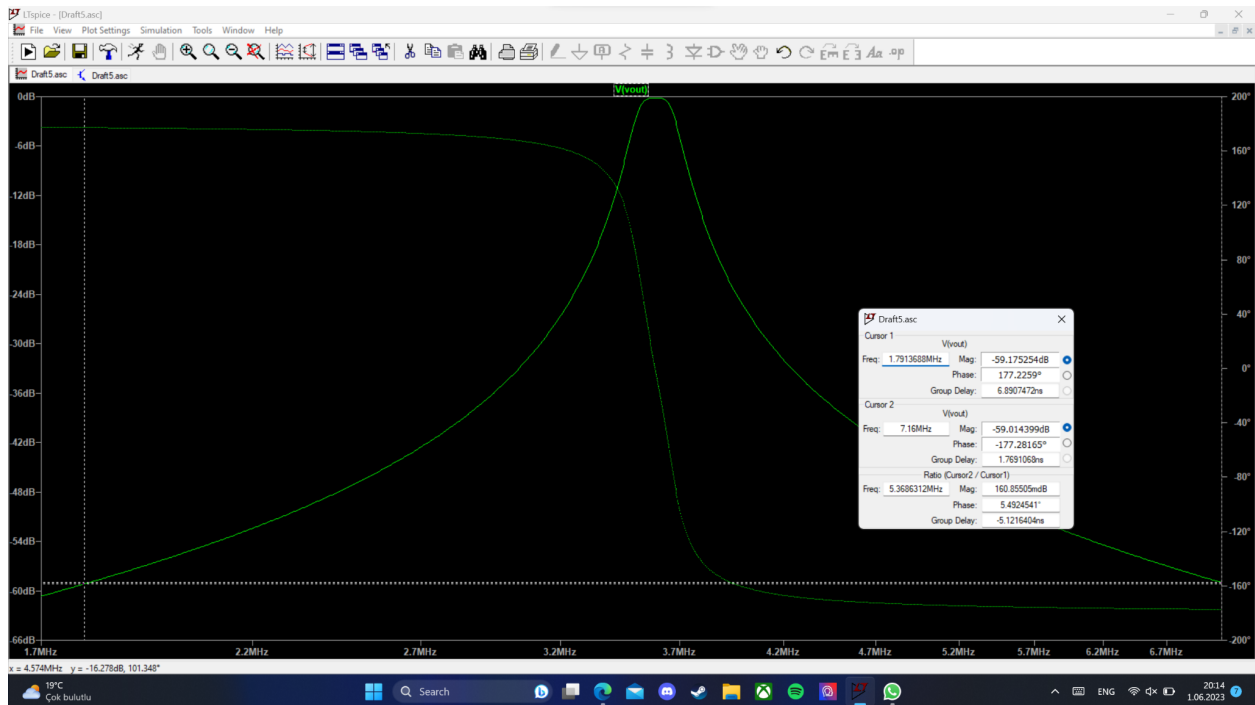 LTspice - [Draft5.asc]
File View Plot Settings Simulation Tools Window Help
Draft5.asc Draft5.asc
V(vout)
0dB
-6dB
-12dB
-18dB
-24dB
-30dB
-36dB
-42dB
-48dB
-54dB
-60dB
-66dB
200°
160°
120°
80°
40°
0°
-40°
-80°
-120°
-160°
-200°
1.7MHz 2.2MHz 2.7MHz 3.2MHz 3.7MHz 4.2MHz 4.7MHz 5.2MHz 5.7MHz 6.2MHz 6.7MHz
Draft5.asc
Cursor 1
V(vout)
Freq: 1.7913688MHz Mag: -59.175254dB
Phase: 177.2259°
Group Delay: 6.8907472ns
Cursor 2
V(vout)
Freq: 7.16MHz Mag: -59.014399dB
Phase: -177.28165°
Group Delay: 1.7691068ns
Ratio (Cursor2 / Cursor1)
Freq: 5.3686312MHz Mag: 160.85505mdB
Phase: 5.4924541°
Group Delay: -5.1216404ns
x = 4.574MHz y = -16.278dB, 101.348°
19°C
Çok bulutlu
Search
ENG
20:14
1.06.2023